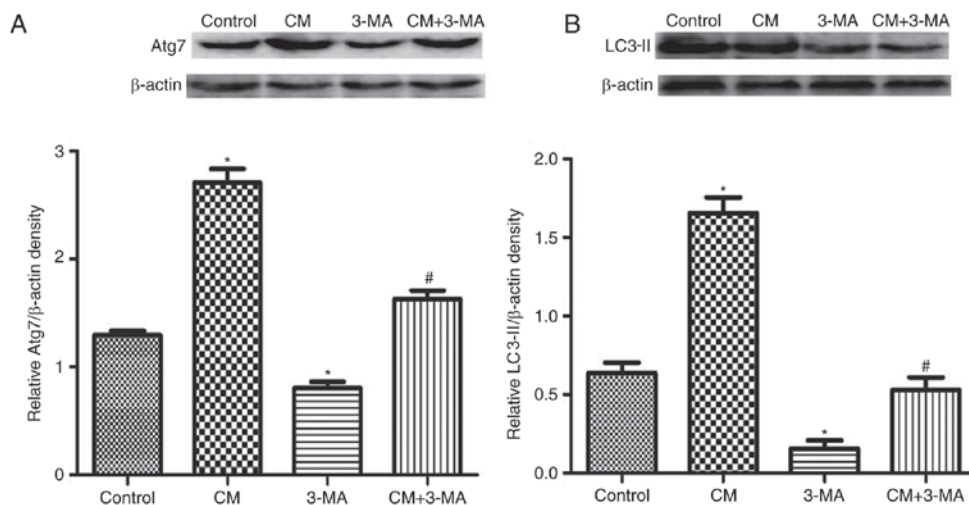 A
Control CM 3-MA CM+3-MA
Atg7
β-actin
Relative Atg7/β-actin density
3
2
1
0
*
*
#
Control CM 3-MA CM+3-MA
B
Control CM 3-MA CM+3-MA
LC3-II
β-actin
Relative LC3-II/β-actin density
2.0
1.5
1.0
0.5
0.0
*
*
#
Control CM 3-MA CM+3-MA